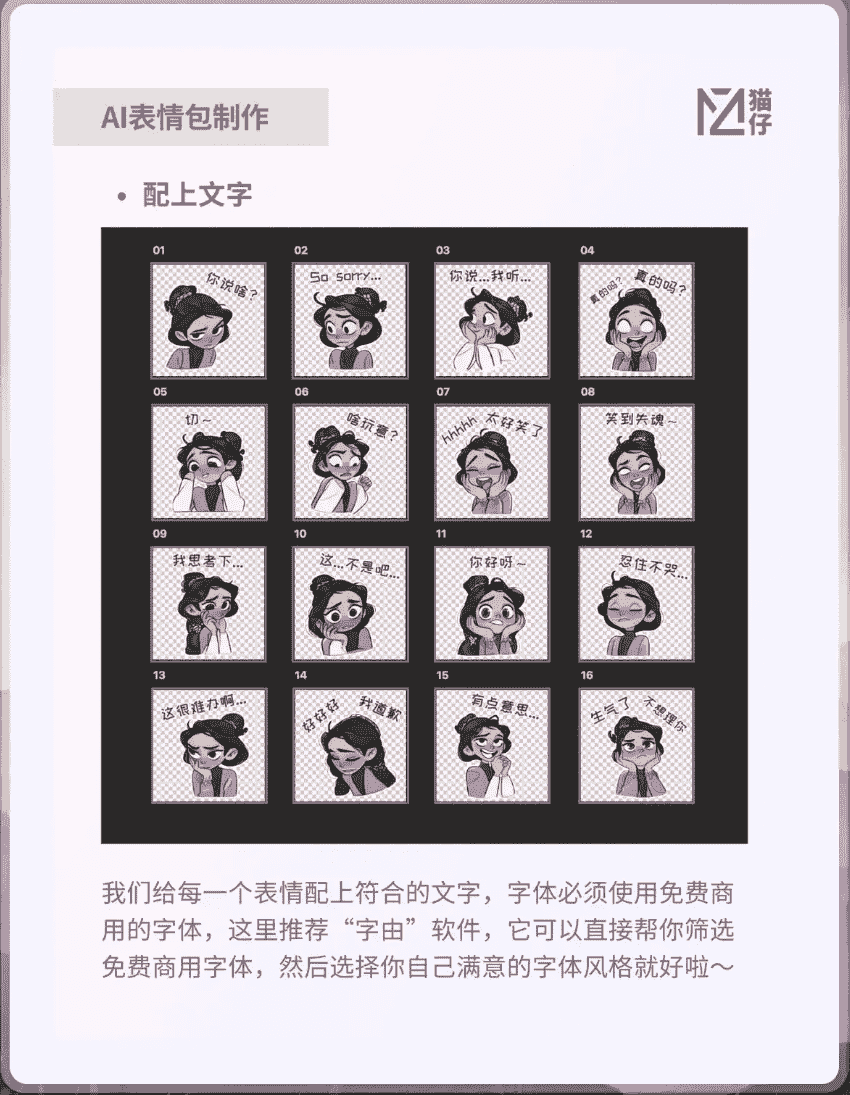 AI表情包制作
MZ猫仔
• 配上文字
01 02 03 04
你说啥? So sorry... 你说...我听... 真的吗? 真的吗?
05 06 07 08
切~ 啥玩意? hhhhh 太好笑了 笑到失魂~
09 10 11 12
我思考下... 这...不是吧... 你好呀~ 忍住不哭...
13 14 15 16
这很难办啊... 好好好 我道歉 有点意思... 生气了 不想理你
我们给每一个表情配上符合的文字，字体必须使用免费商
用的字体，这里推荐“字由”软件，它可以直接帮你筛选
免费商用字体，然后选择你自己满意的字体风格就好啦～